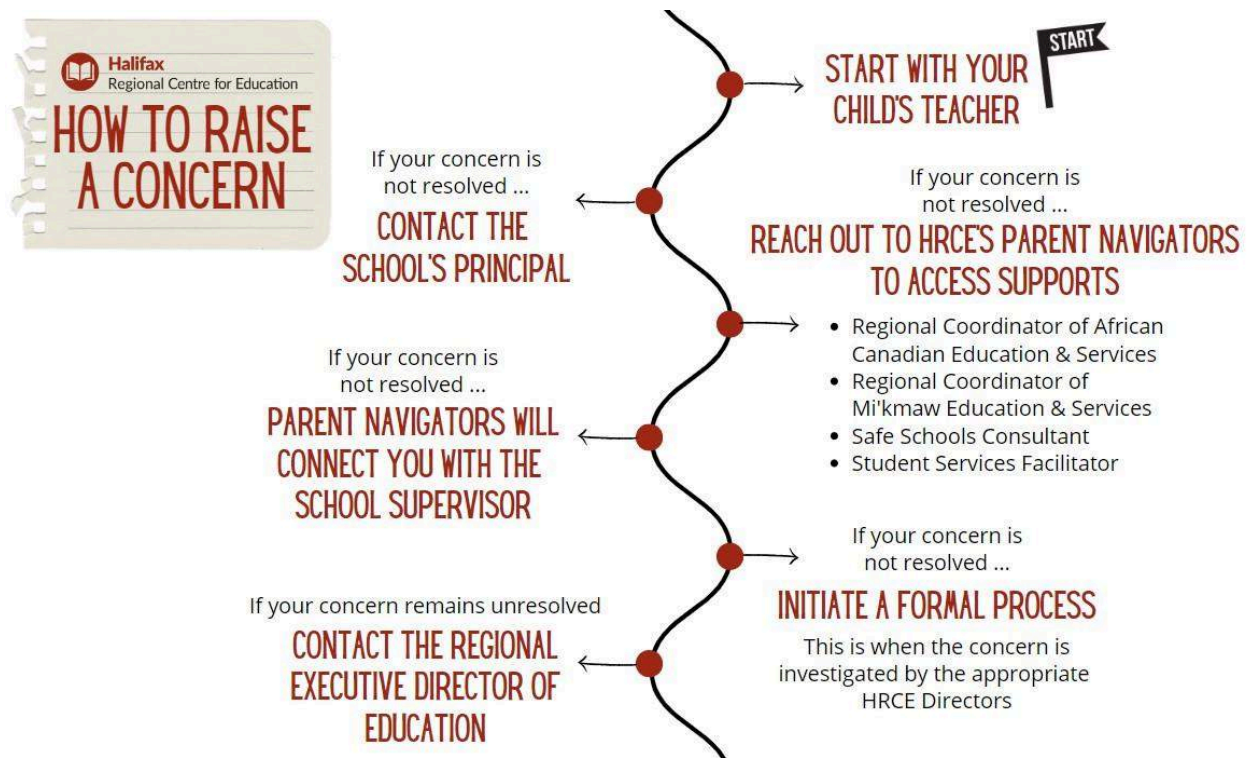 Halifax
Regional Centre for Education
HOW TO RAISE
A CONCERN
START
START WITH YOUR
CHILD'S TEACHER
If your concern is
not resolved ...
CONTACT THE
SCHOOL'S PRINCIPAL
If your concern is
not resolved ...
REACH OUT TO HRCE'S PARENT NAVIGATORS
TO ACCESS SUPPORTS
• Regional Coordinator of African
Canadian Education & Services
• Regional Coordinator of
Mi'kmaw Education & Services
• Safe Schools Consultant
• Student Services Facilitator
If your concern is
not resolved ...
PARENT NAVIGATORS WILL
CONNECT YOU WITH THE
SCHOOL SUPERVISOR
If your concern is
not resolved ...
INITIATE A FORMAL PROCESS
This is when the concern is
investigated by the appropriate
HRCE Directors
If your concern remains unresolved
CONTACT THE REGIONAL
EXECUTIVE DIRECTOR OF
EDUCATION